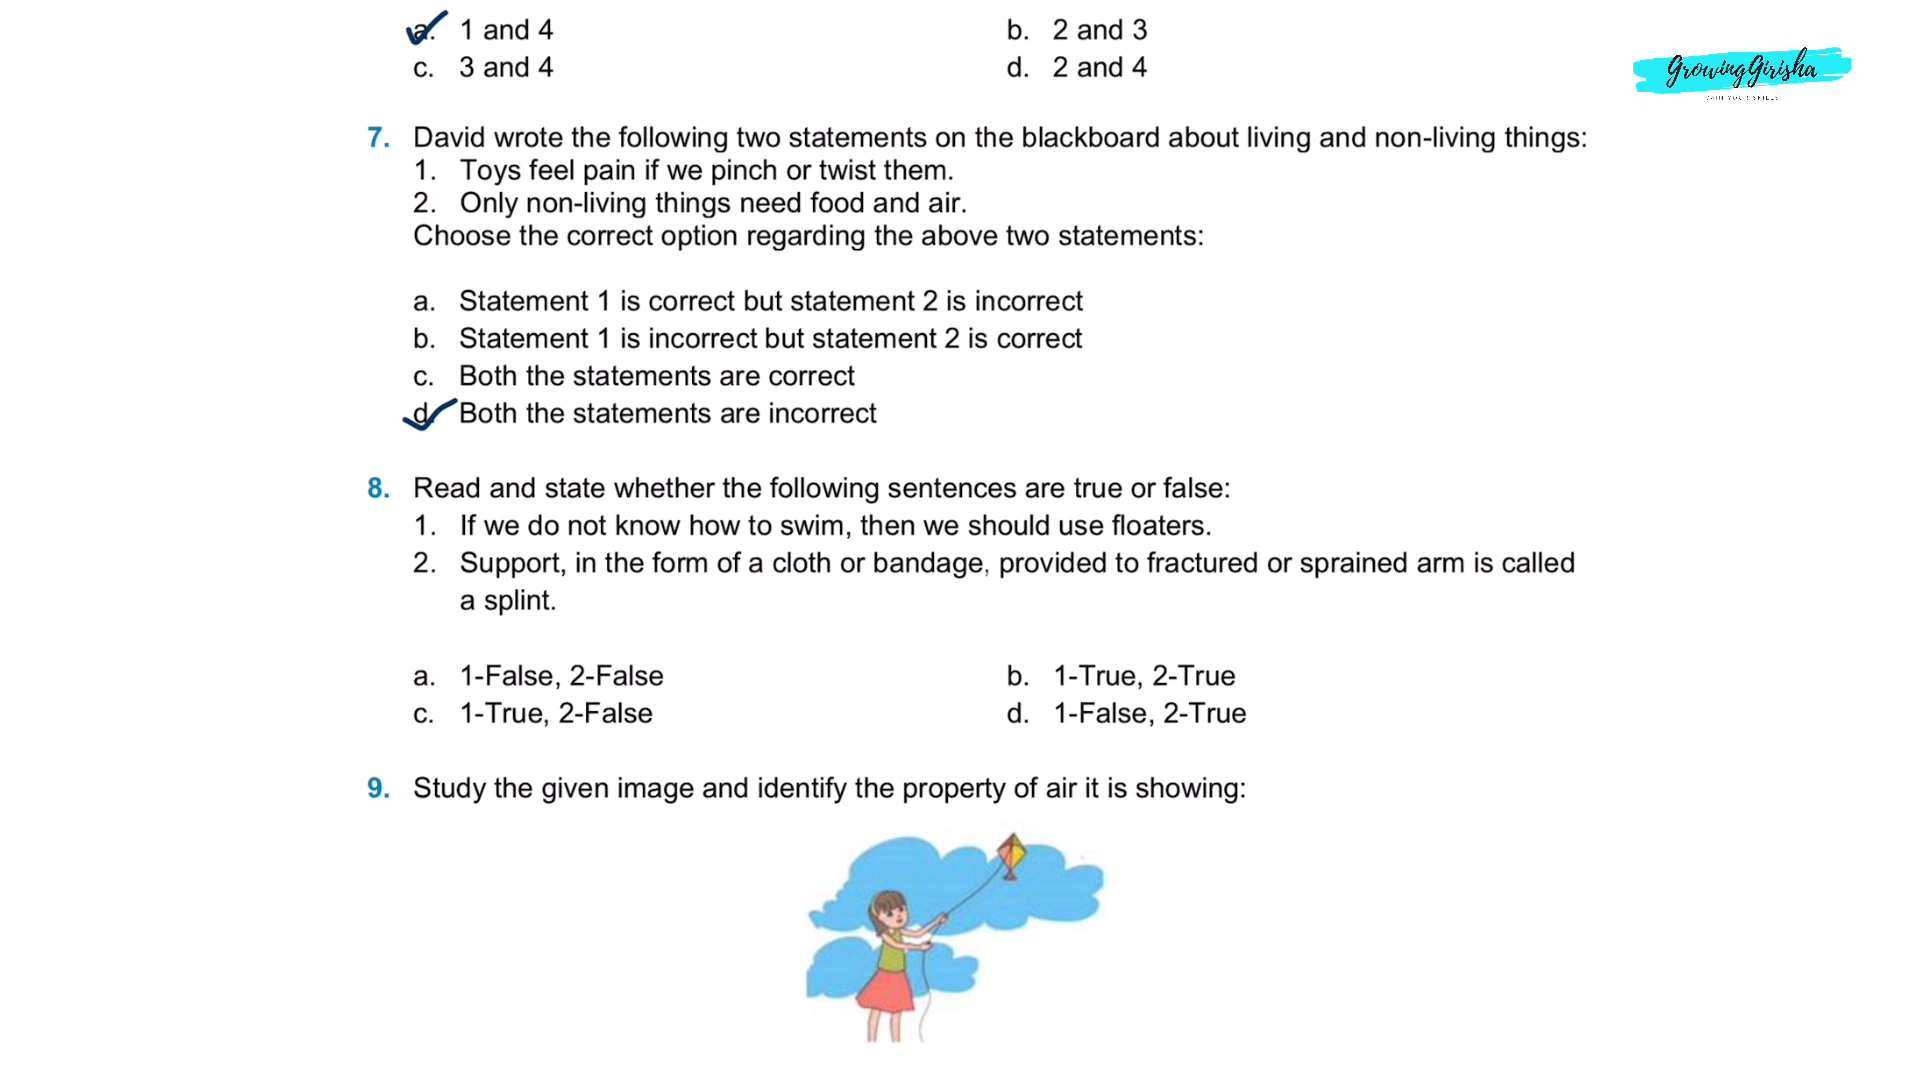 a. 1 and 4 b. 2 and 3
c. 3 and 4 d. 2 and 4
GrowingGirisha
7. David wrote the following two statements on the blackboard about living and non-living things:
1. Toys feel pain if we pinch or twist them.
2. Only non-living things need food and air.
Choose the correct option regarding the above two statements:
a. Statement 1 is correct but statement 2 is incorrect
b. Statement 1 is incorrect but statement 2 is correct
c. Both the statements are correct
d. Both the statements are incorrect
8. Read and state whether the following sentences are true or false:
1. If we do not know how to swim, then we should use floaters.
2. Support, in the form of a cloth or bandage, provided to fractured or sprained arm is called
a splint.
a. 1-False, 2-False b. 1-True, 2-True
c. 1-True, 2-False d. 1-False, 2-True
9. Study the given image and identify the property of air it is showing: